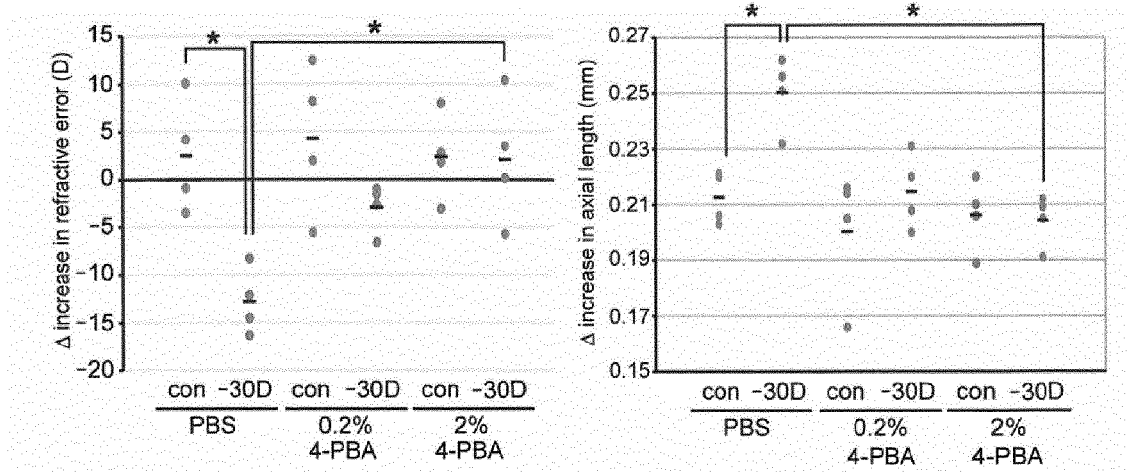 Δ increase in refractive error (D)
15
10
5
0
−5
−10
−15
−20
*
*
con −30D con −30D con −30D
PBS 0.2% 2%
4-PBA 4-PBA
Δ increase in axial length (mm)
0.27
0.25
0.23
0.21
0.19
0.17
0.15
*
*
con −30D con −30D con −30D
PBS 0.2% 2%
4-PBA 4-PBA